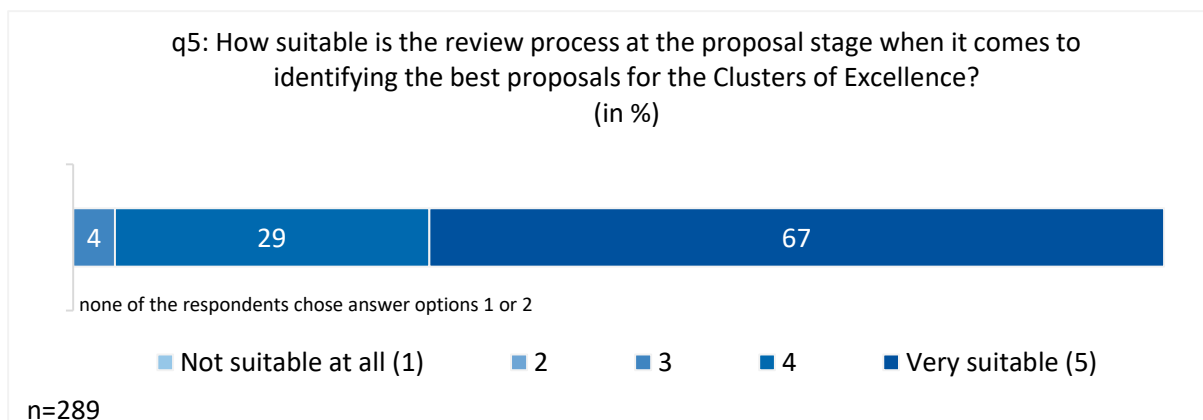 q5: How suitable is the review process at the proposal stage when it comes to
identifying the best proposals for the Clusters of Excellence?
(in %)
4 29 67
none of the respondents chose answer options 1 or 2
Not suitable at all (1) 2 3 4 Very suitable (5)
n=289